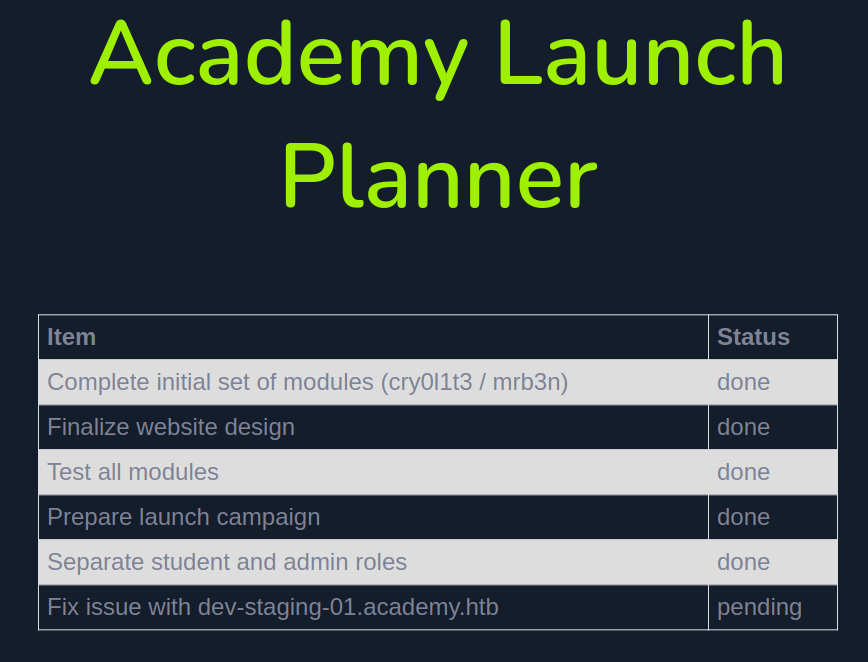 Academy Launch
Planner
Item Status
Complete initial set of modules (cry0l1t3 / mrb3n) done
Finalize website design done
Test all modules done
Prepare launch campaign done
Separate student and admin roles done
Fix issue with dev-staging-01.academy.htb pending